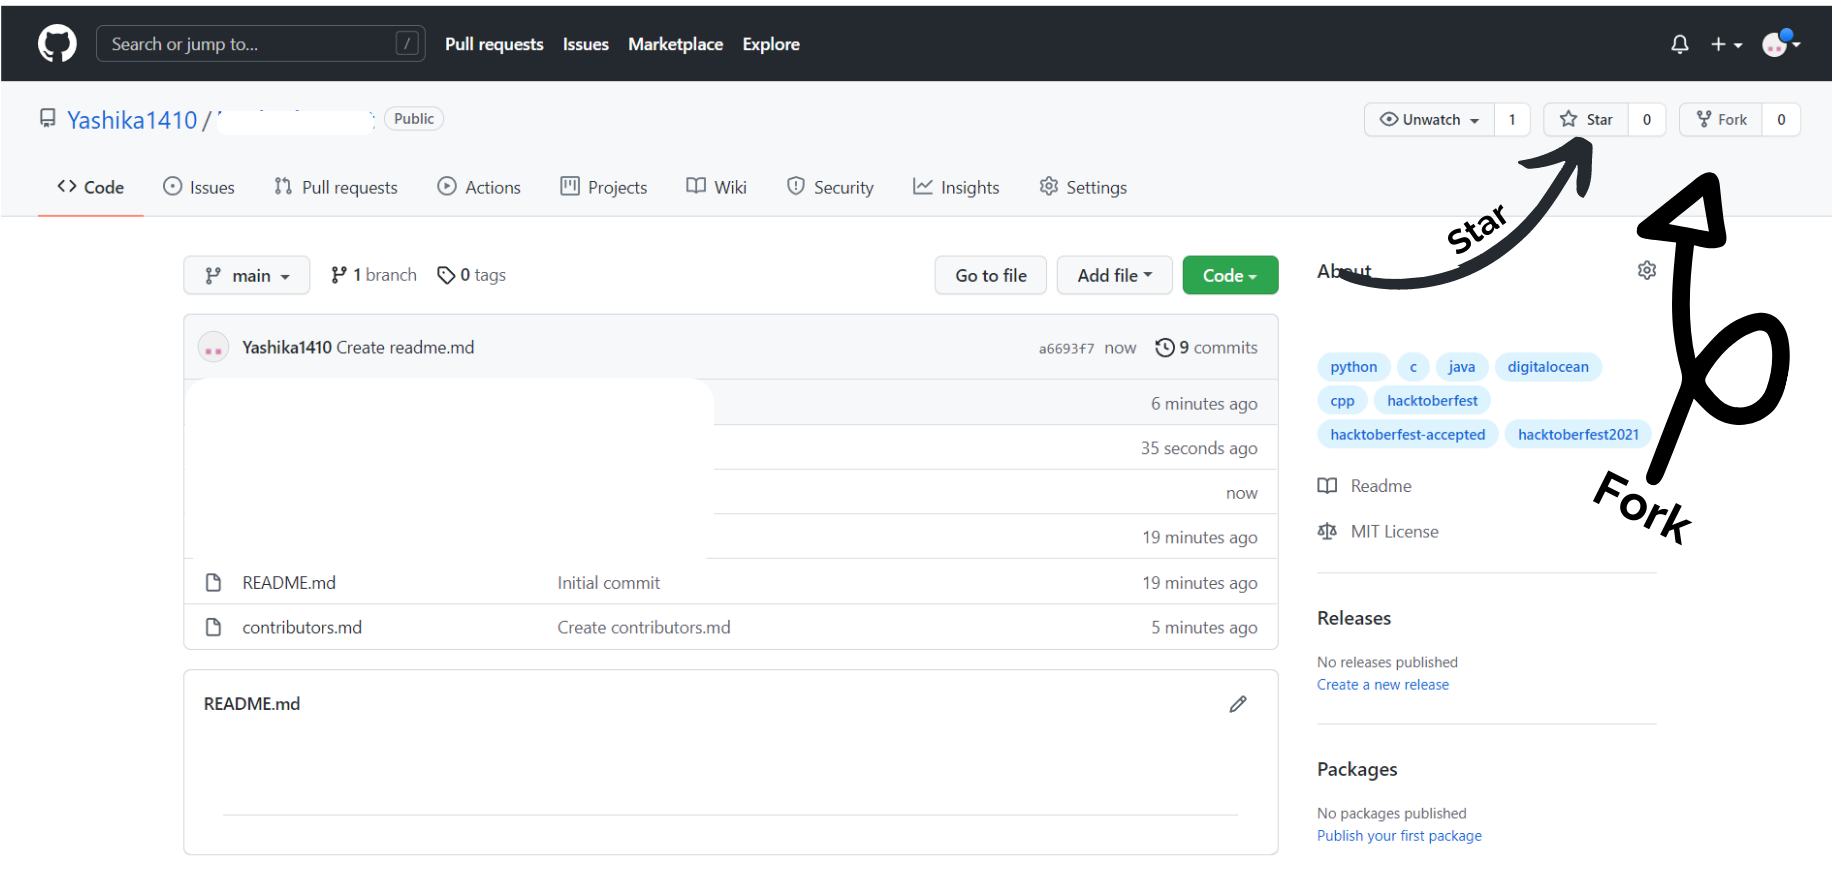 Search or jump to... /
Pull requests Issues Marketplace Explore
Yashika1410 / Public
Unwatch 1 Star 0 Fork 0
Code Issues Pull requests Actions Projects Wiki Security Insights Settings
Star
main 1 branch 0 tags Go to file Add file Code
About
Yashika1410 Create readme.md a6693f7 now 9 commits
6 minutes ago
35 seconds ago
now
19 minutes ago
README.md Initial commit 19 minutes ago
contributors.md Create contributors.md 5 minutes ago
README.md
python c java digitalocean
cpp hacktoberfest
hacktoberfest-accepted hacktoberfest2021
Readme
Fork
MIT License
Releases
No releases published
Create a new release
Packages
No packages published
Publish your first package